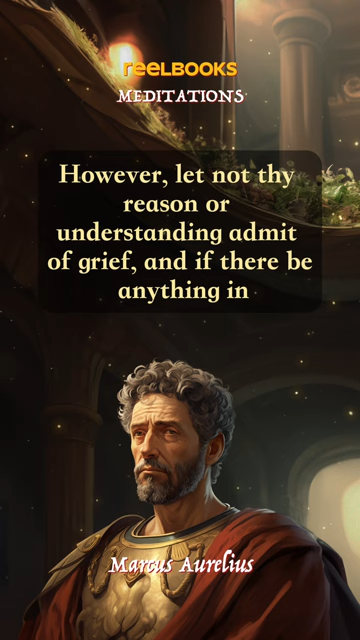 reelbooks
MEDITATIONS
However, let not thy
reason or
understanding admit
of grief, and if there be
anything in
Marcus Aurelius